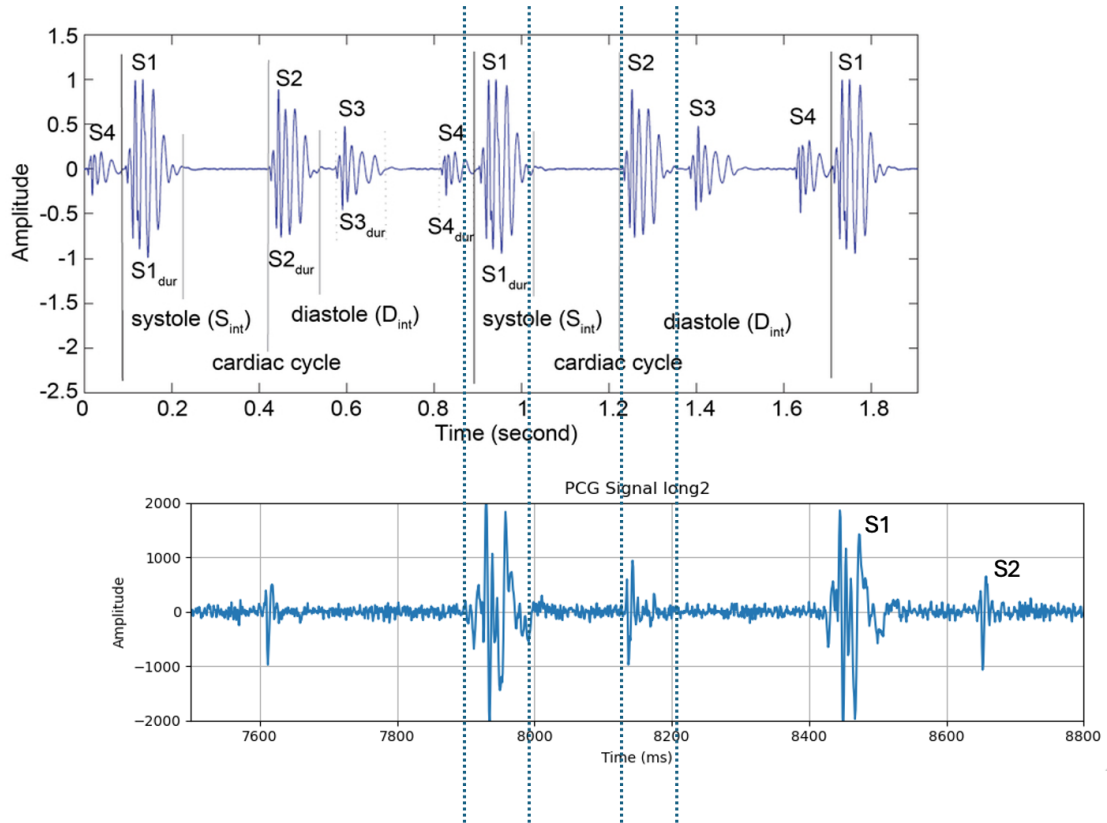 1.5
1
0.5
0
-0.5
-1
-1.5
-2
-2.5
Amplitude
S4 S1 S2 S3 S4 S1 S2 S3 S4 S1
S1dur S2dur S3dur S4dur S1dur
systole (Sint) diastole (Dint) systole (Sint) diastole (Dint)
cardiac cycle cardiac cycle
0 0.2 0.4 0.6 0.8 1 1.2 1.4 1.6 1.8
Time (second)
PCG Signal long2
2000
1000
0
−1000
−2000
Amplitude
S1
S2
7600 7800 8000 8200 8400 8600 8800
Time (ms)